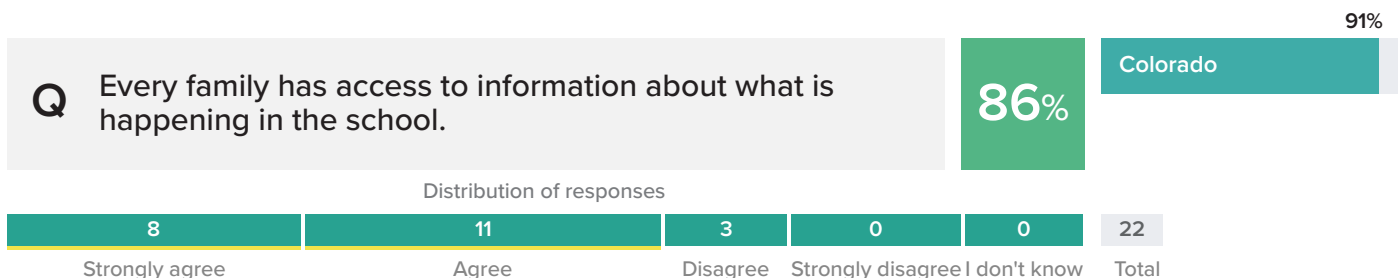 91%
Q
Every family has access to information about what is
happening in the school.
86%
Colorado
Distribution of responses
8 11 3 0 0 22
Strongly agree Agree Disagree Strongly disagree I don't know Total